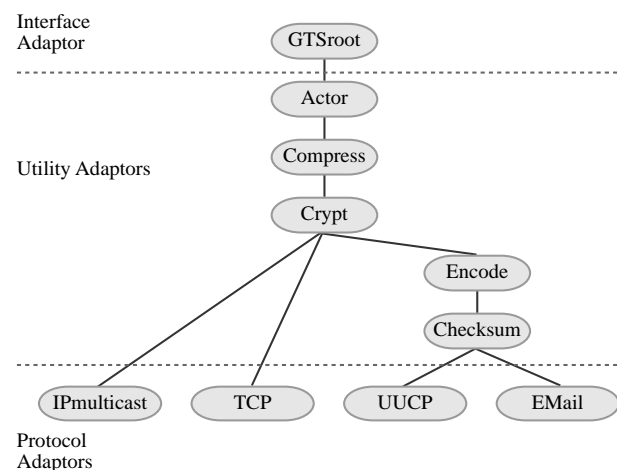 Interface
Adaptor
GTSroot
Actor
Compress
Utility Adaptors
Crypt
Encode
Checksum
IPmulticast
TCP
UUCP
EMail
Protocol
Adaptors